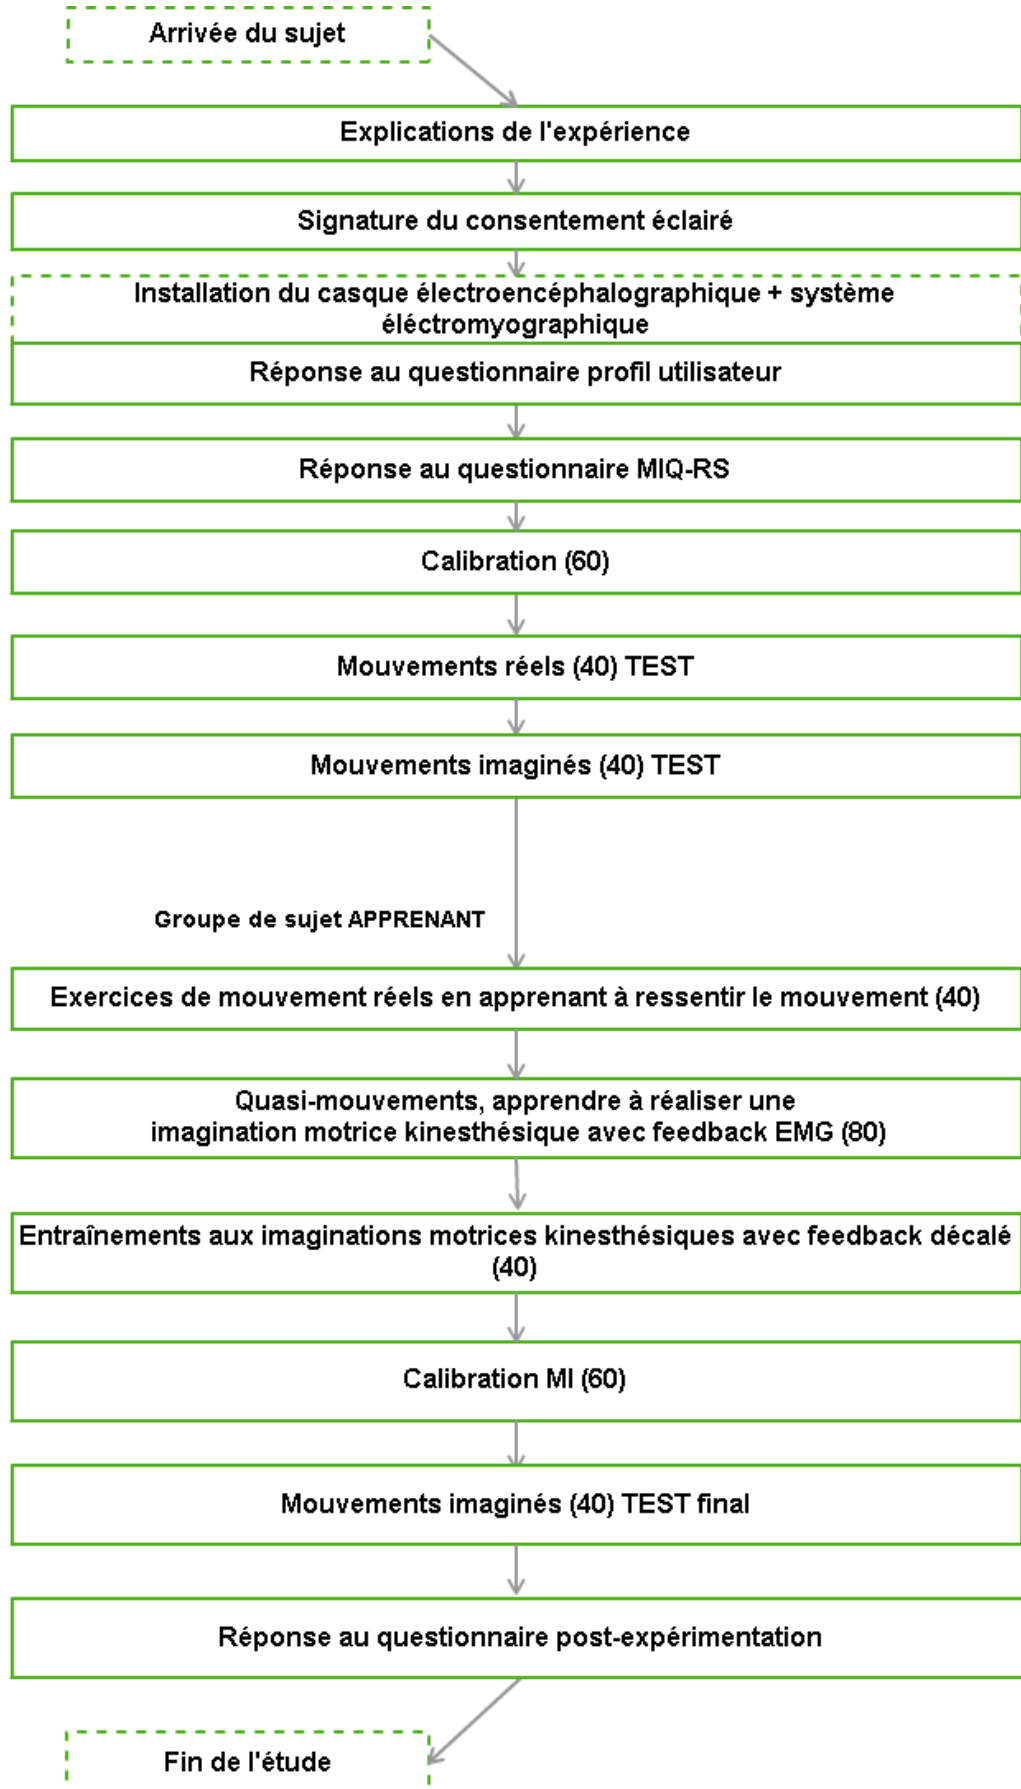 Arrivée du sujet
Explications de l'expérience
Signature du consentement éclairé
Installation du casque électroencéphalographique + système
éléctromyographique
Réponse au questionnaire profil utilisateur
Réponse au questionnaire MIQ-RS
Calibration (60)
Mouvements réels (40) TEST
Mouvements imaginés (40) TEST
Groupe de sujet APPRENANT
Exercices de mouvement réels en apprenant à ressentir le mouvement (40)
Quasi-mouvements, apprendre à réaliser une
imagination motrice kinesthésique avec feedback EMG (80)
Entraînements aux imaginations motrices kinesthésiques avec feedback décalé
(40)
Calibration MI (60)
Mouvements imaginés (40) TEST final
Réponse au questionnaire post-expérimentation
Fin de l'étude